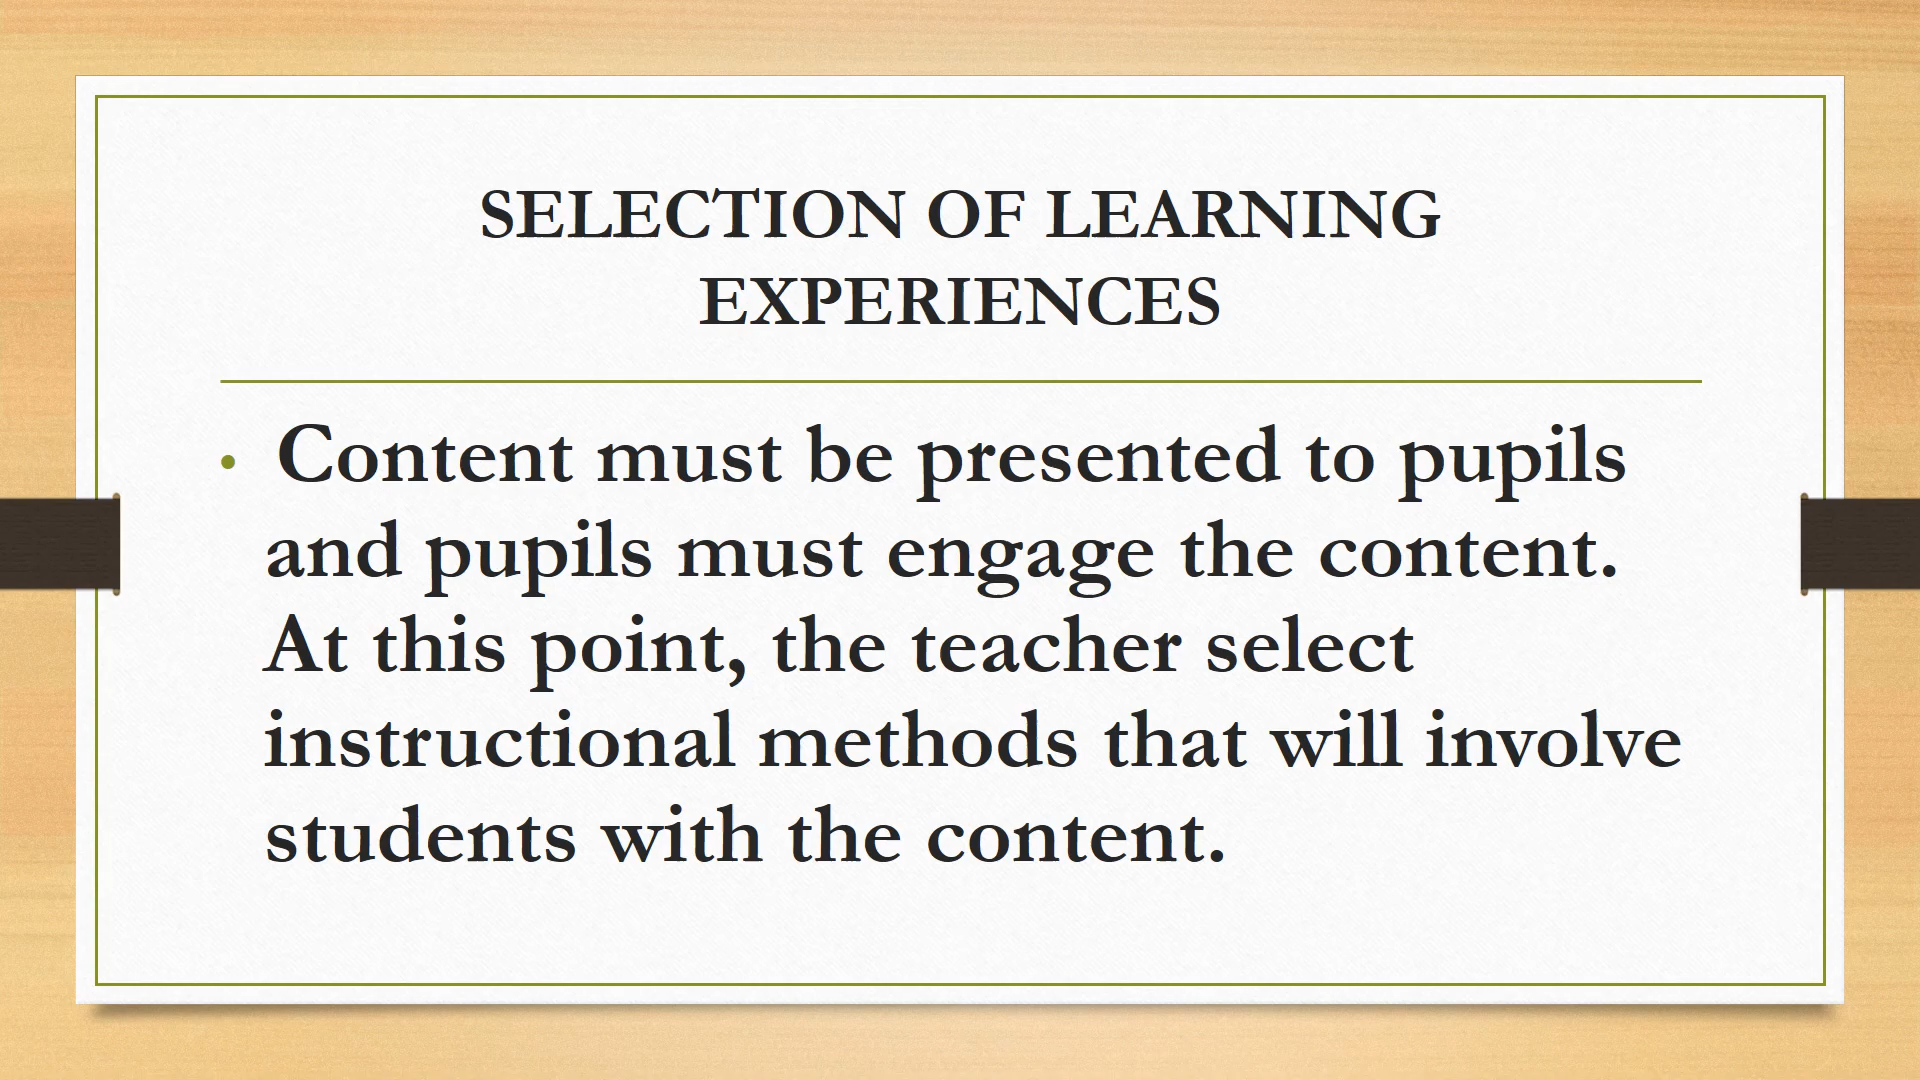 SELECTION OF LEARNING
EXPERIENCES
• Content must be presented to pupils
and pupils must engage the content.
At this point, the teacher select
instructional methods that will involve
students with the content.